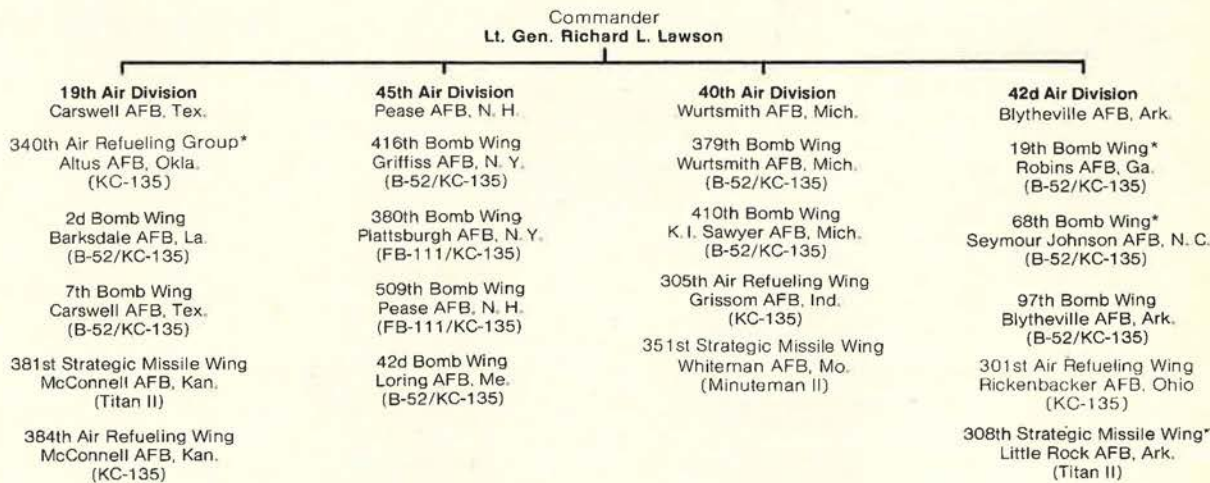 Commander
Lt. Gen. Richard L. Lawson
19th Air Division
Carswell AFB, Tex.
340th Air Refueling Group*
Altus AFB, Okla.
(KC-135)
2d Bomb Wing
Barksdale AFB, La.
(B-52/KC-135)
7th Bomb Wing
Carswell AFB, Tex.
(B-52/KC-135)
381st Strategic Missile Wing
McConnell AFB, Kan.
(Titan II)
384th Air Refueling Wing
McConnell AFB, Kan.
(KC-135)
45th Air Division
Pease AFB, N. H.
416th Bomb Wing
Griffiss AFB, N. Y.
(B-52/KC-135)
380th Bomb Wing
Plattsburgh AFB, N. Y.
(FB-111/KC-135)
509th Bomb Wing
Pease AFB, N. H.
(FB-111/KC-135)
42d Bomb Wing
Loring AFB, Me.
(B-52/KC-135)
40th Air Division
Wurtsmith AFB, Mich.
379th Bomb Wing
Wurtsmith AFB, Mich.
(B-52/KC-135)
410th Bomb Wing
K. I. Sawyer AFB, Mich.
(B-52/KC-135)
305th Air Refueling Wing
Grissom AFB, Ind.
(KC-135)
351st Strategic Missile Wing
Whiteman AFB, Mo.
(Minuteman II)
42d Air Division
Blytheville AFB, Ark.
19th Bomb Wing*
Robins AFB, Ga.
(B-52/KC-135)
68th Bomb Wing*
Seymour Johnson AFB, N. C.
(B-52/KC-135)
97th Bomb Wing
Blytheville AFB, Ark.
(B-52/KC-135)
301st Air Refueling Wing
Rickenbacker AFB, Ohio
(KC-135)
308th Strategic Missile Wing*
Little Rock AFB, Ark.
(Titan II)